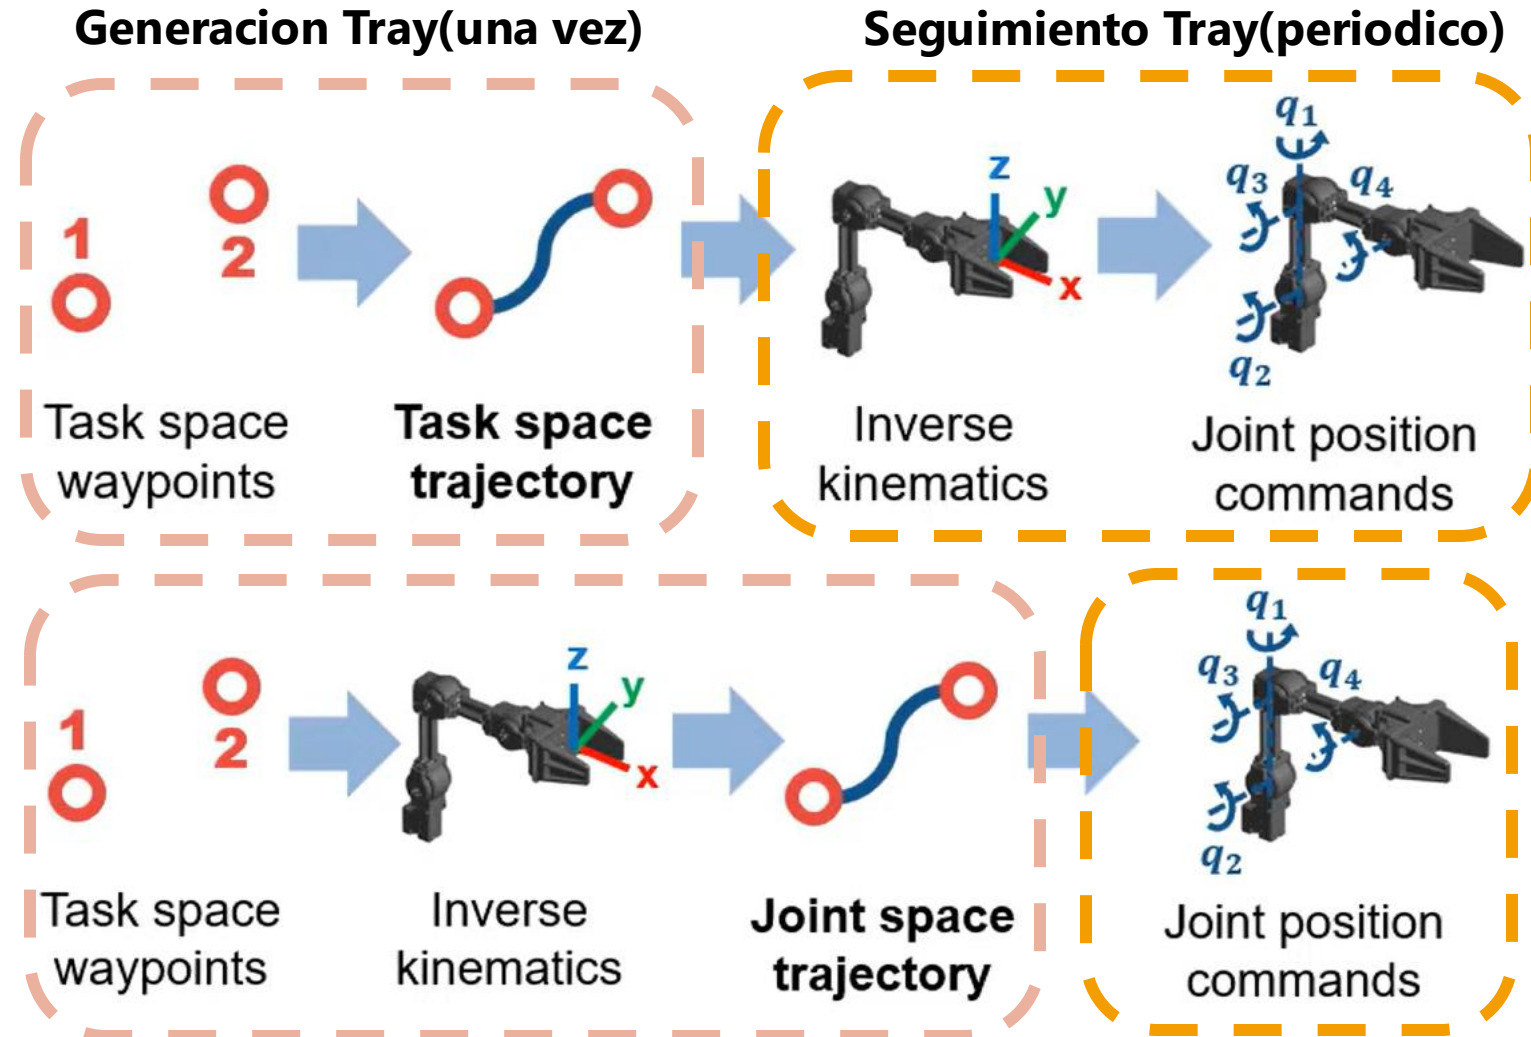 Generacion Tray(una vez)
Seguimiento Tray(periodico)
1
2
z
y
x
q1
q3
q4
q2
Task space
waypoints
Task space
trajectory
Inverse
kinematics
Joint position
commands
1
2
z
y
x
q1
q3
q4
q2
Task space
waypoints
Inverse
kinematics
Joint space
trajectory
Joint position
commands